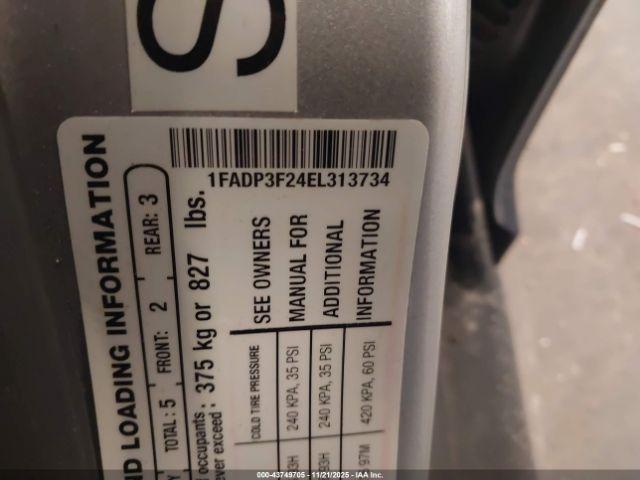 S
1FADP3F24EL313734
LOADING INFORMATION
TOTAL : 5 FRONT: 2 REAR: 3
occupants :
exceed : 375 kg or 827 lbs.
COLD TIRE PRESSURE
SEE OWNERS
MANUAL FOR
ADDITIONAL
INFORMATION
240 KPA, 35 PSI
240 KPA, 35 PSI
97M 420 KPA, 60 PSI
000-43749705 - 11/21/2025 - IAA Inc.